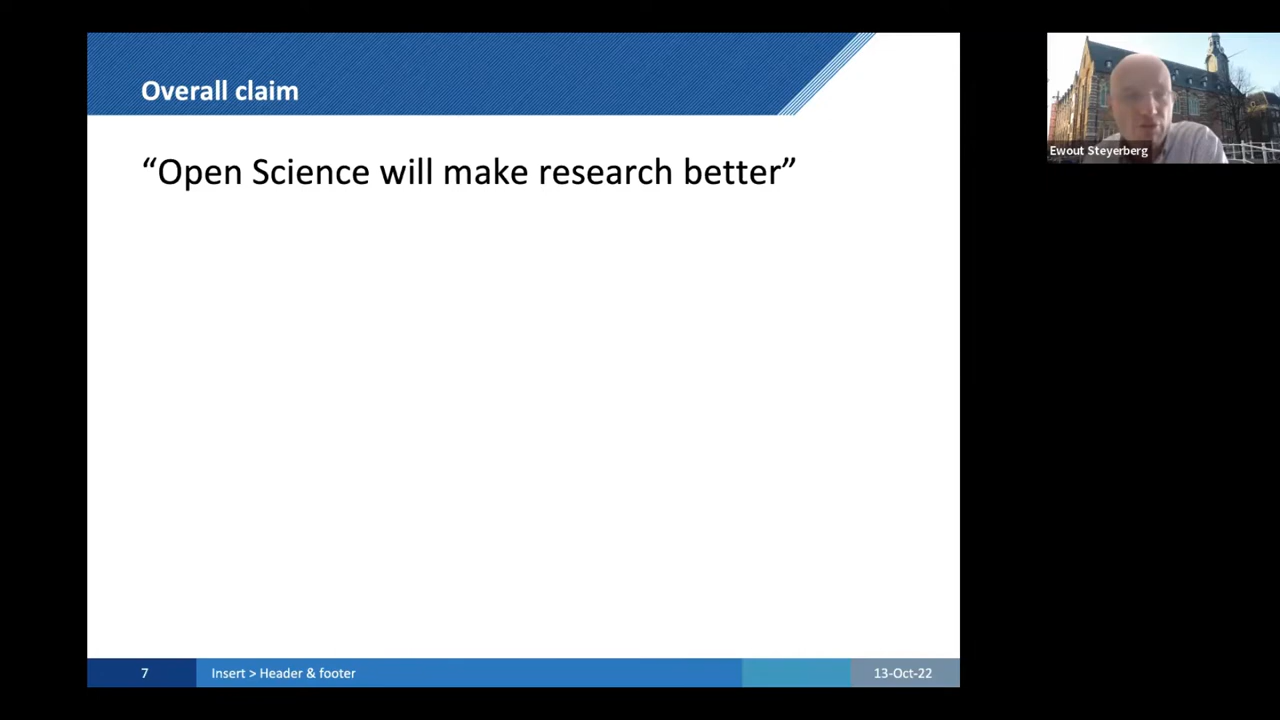 Overall claim
“Open Science will make research better”
Ewout Steyerberg
7
Insert > Header & footer
13-Oct-22